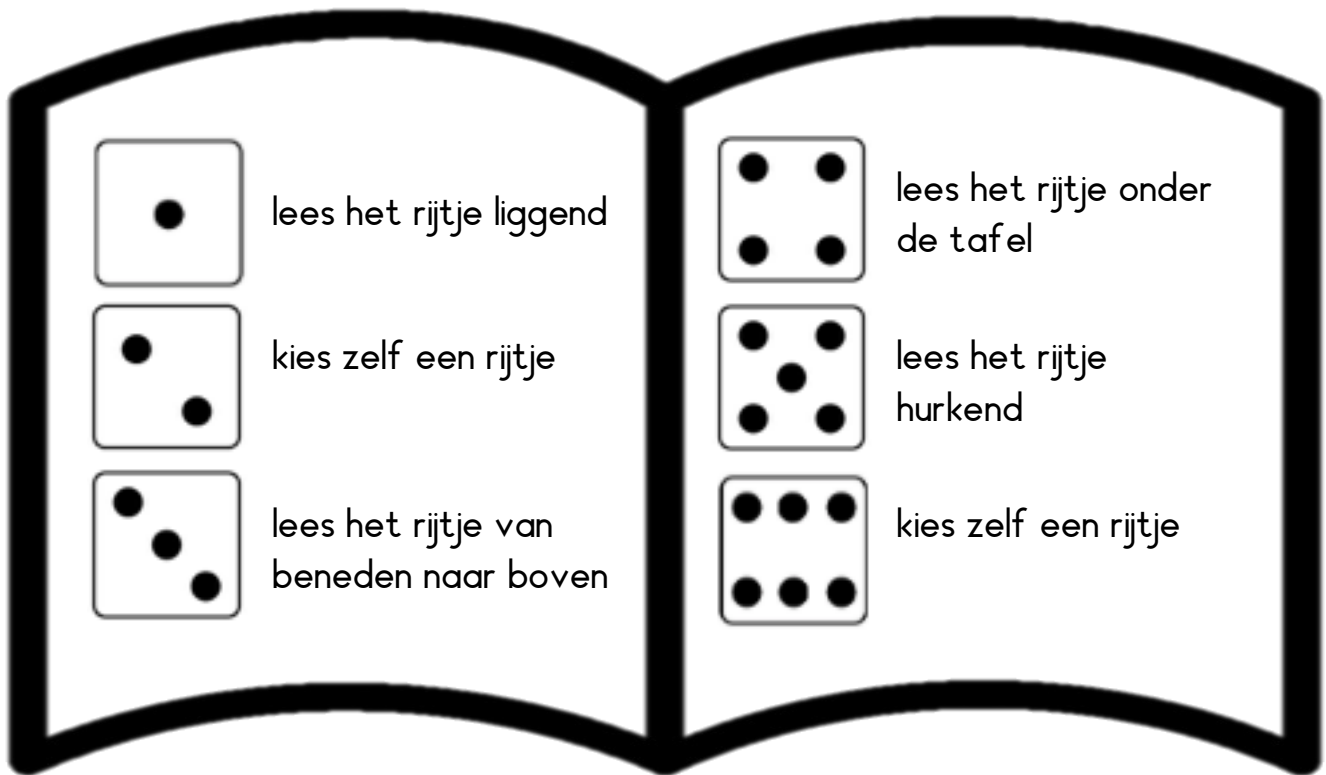 lees het rijtje liggend
kies zelf een rijtje
lees het rijtje van
beneden naar boven
lees het rijtje onder
de tafel
lees het rijtje
hurkend
kies zelf een rijtje